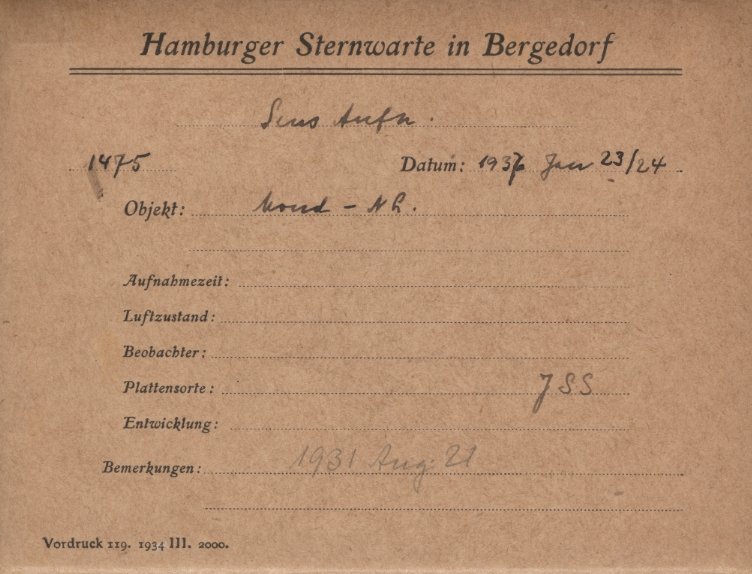 Hamburger Sternwarte in Bergedorf
Aufn.
1475 Datum: 1937 Jan 23/24
Objekt: Mond -
Aufnahmezeit:
Luftzustand:
Beobachter:
Plattensorte: JSS
Entwicklung:
Bemerkungen: 1931 Aug. 21
Vordruck 119. 1934 III. 2000.